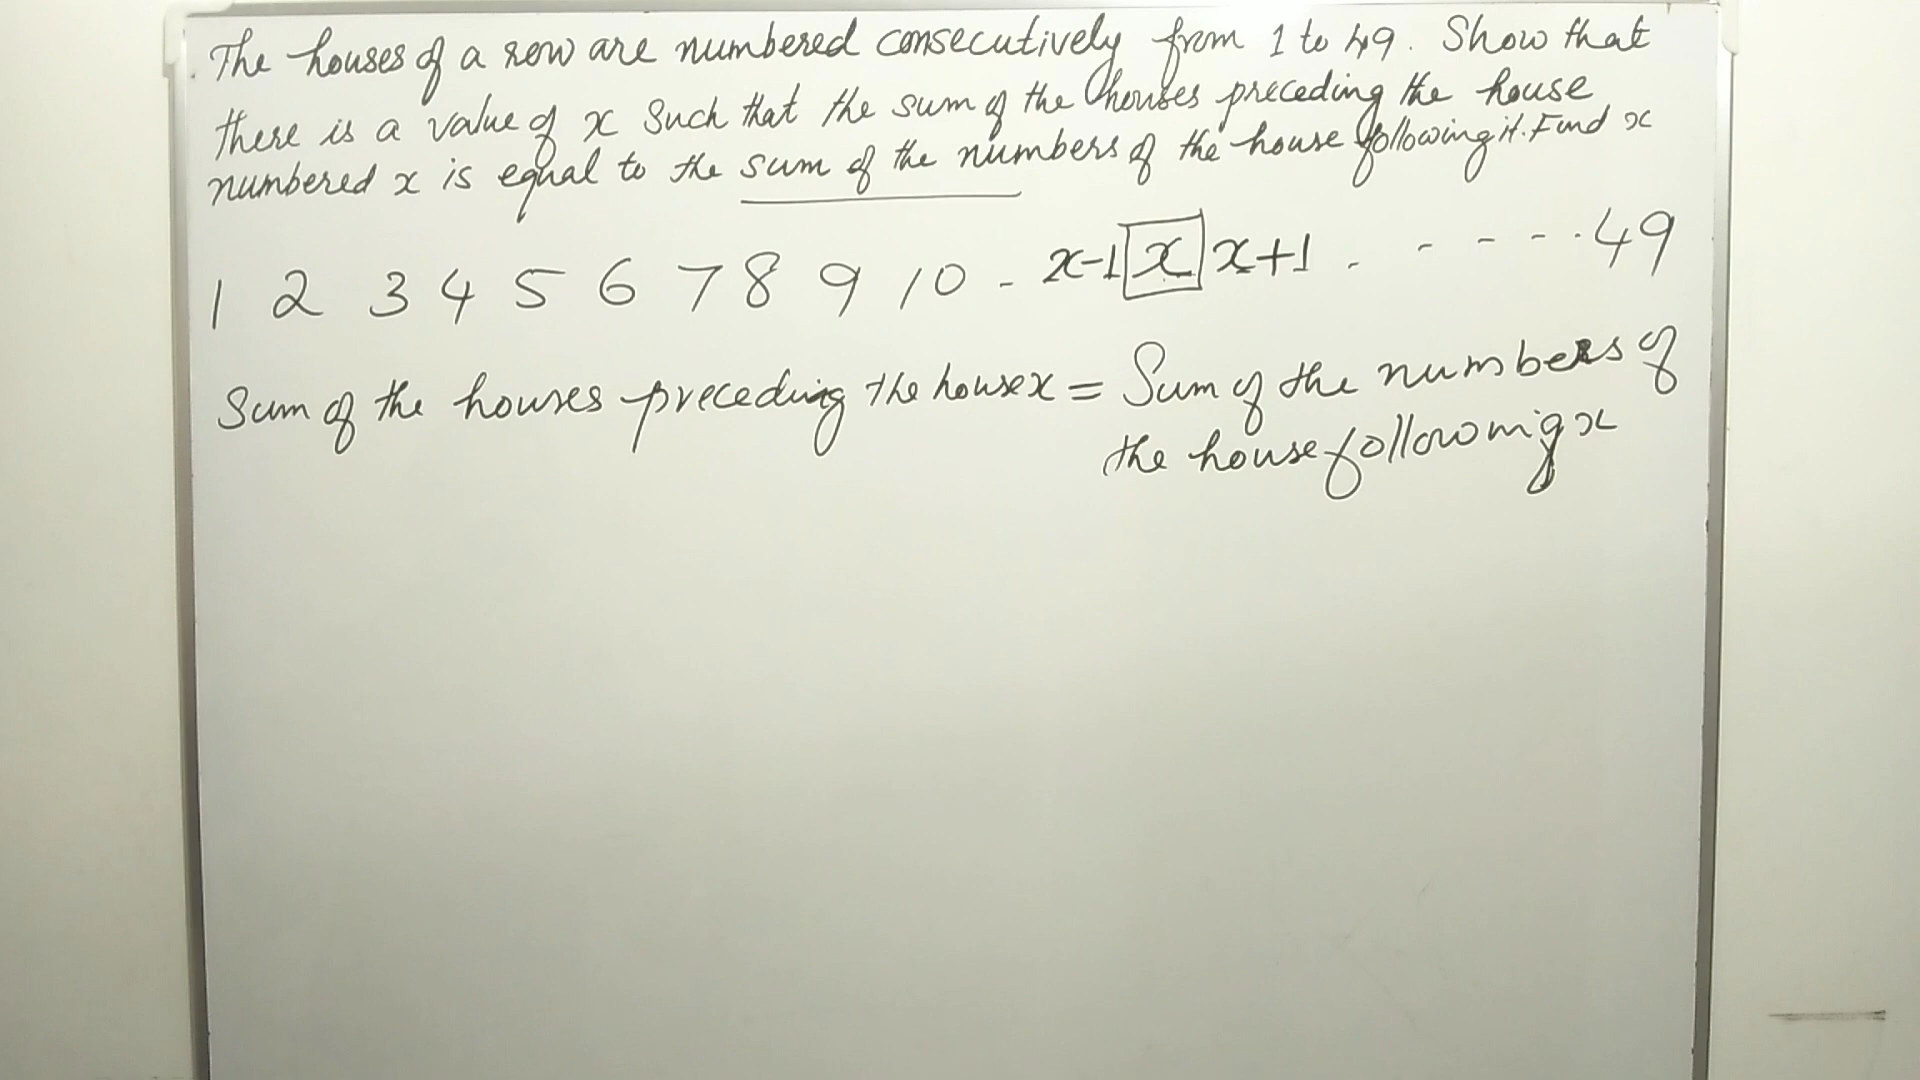 The houses of a row are numbered consecutively from 1 to 49. Show that
there is a value of x such that the sum of the houses preceding the house
numbered x is equal to the sum of the numbers of the house following it. Find x
1 2 3 4 5 6 7 8 9 10 - x-1 x x+1 . - - - . . 49
Sum of the houses preceding the house x = Sum of the numbers of
the house following x